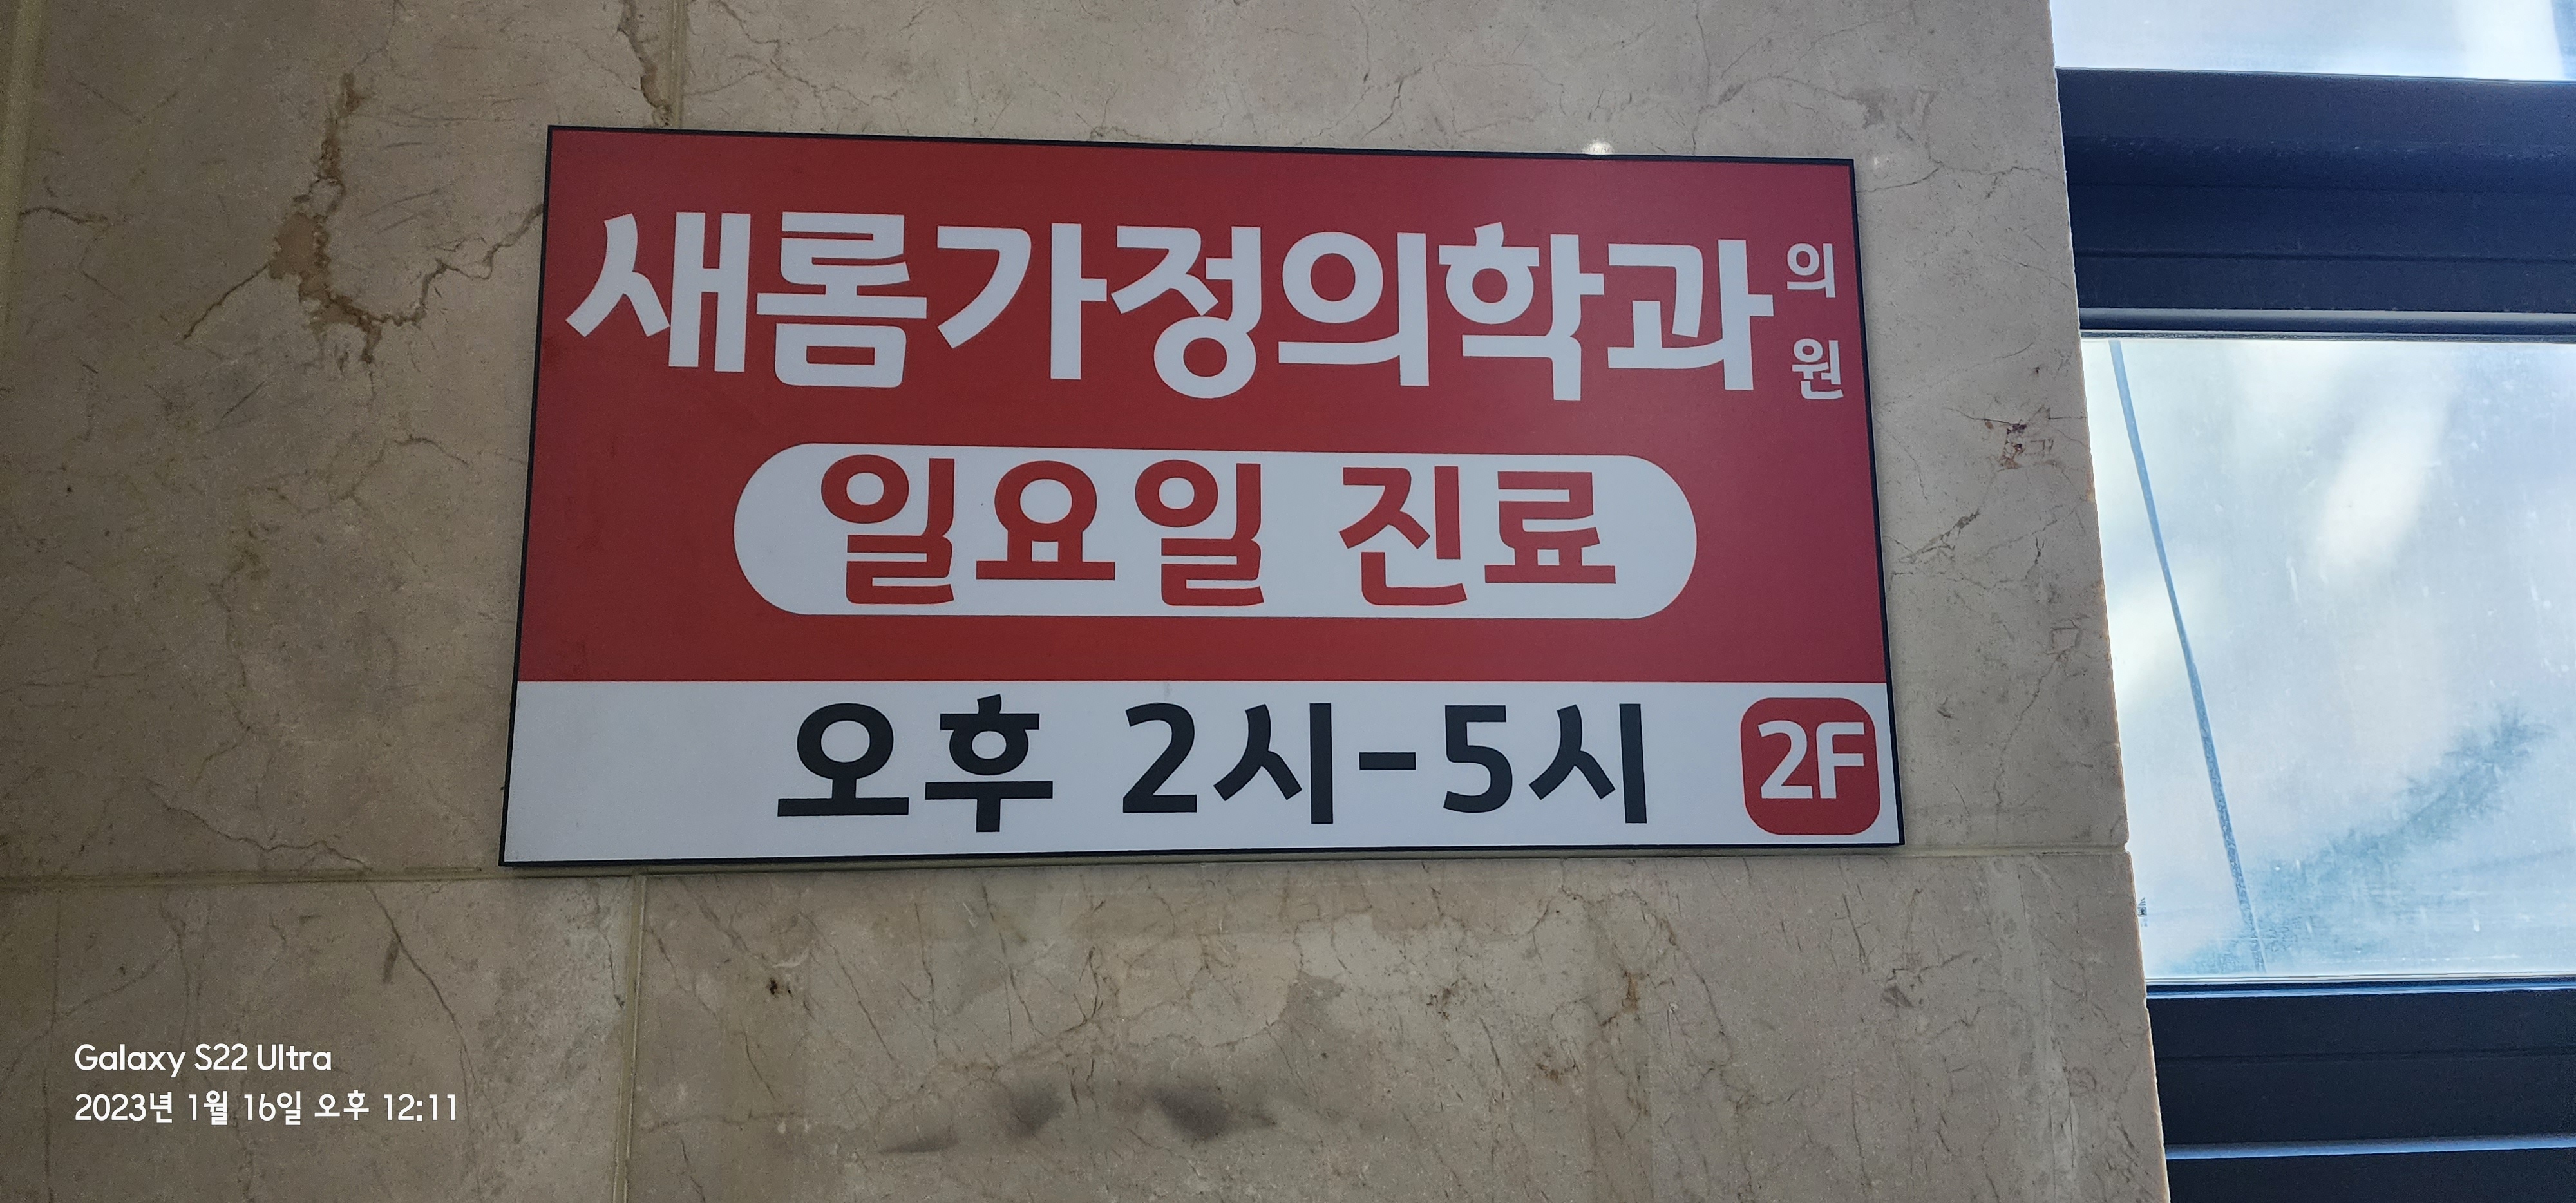 새롬가정의학과의원
일요일 진료
오후 2시-5시 2F
Galaxy S22 Ultra
2023년 1월 16일 오후 12:11